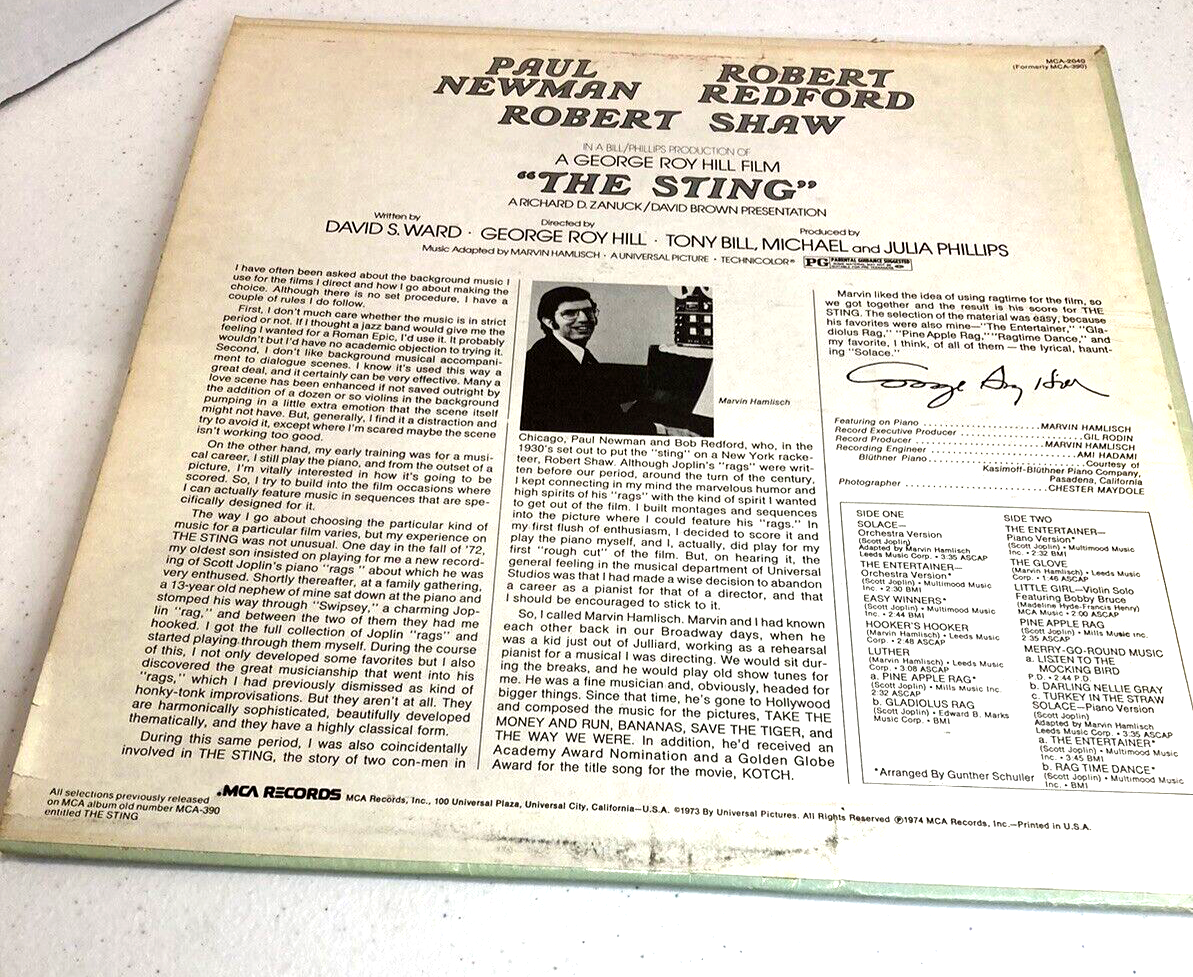 MCA-2040
(Formerly MCA-390)
PAUL NEWMAN ROBERT REDFORD
ROBERT SHAW
IN A BILL/PHILLIPS PRODUCTION OF
A GEORGE ROY HILL FILM
"THE STING"
A RICHARD D. ZANUCK/DAVID BROWN PRESENTATION
Written by DAVID S. WARD · Directed by GEORGE ROY HILL · Produced by TONY BILL, MICHAEL and JULIA PHILLIPS
Music Adapted by MARVIN HAMLISCH · A UNIVERSAL PICTURE · TECHNICOLOR® PG PARENTAL GUIDANCE SUGGESTED
I have often been asked about the background music I
use for the films I direct and how I go about making the
choice. Although there is no set procedure, I have a
couple of rules I do follow.
First, I don't much care whether the music is in strict
period or not. If I thought a jazz band would give me the
feeling I wanted for a Roman Epic, I'd use it. It probably
wouldn't but I'd have no academic objection to trying it.
Second, I don't like background musical accompani-
ment to dialogue scenes. I know it's used this way a
great deal, and it certainly can be very effective. Many a
love scene has been enhanced if not saved outright by
the addition of a dozen or so violins in the background
pumping in a little extra emotion that the scene itself
might not have. But, generally, I find it a distraction and
try to avoid it, except where I'm scared maybe the scene
isn't working too good.
On the other hand, my early training was for a musi-
cal career, I still play the piano, and from the outset of a
picture, I'm vitally interested in how it's going to be
scored. So, I try to build into the film occasions where
I can actually feature music in sequences that are spe-
cifically designed for it.
The way I go about choosing the particular kind of
music for a particular film varies, but my experience on
THE STING was not unusual. One day in the fall of '72,
my oldest son insisted on playing for me a new record-
ing of Scott Joplin's piano "rags" about which he was
very enthused. Shortly thereafter, at a family gathering,
a 13-year old nephew of mine sat down at the piano and
stomped his way through "Swipsey," a charming Jop-
lin "rag," and between the two of them they had me
hooked. I got the full collection of Joplin "rags" and
started playing through them myself. During the course
of this, I not only developed some favorites but I also
discovered the great musicianship that went into his
"rags," which I had previously dismissed as kind of
honky-tonk improvisations. But they aren't at all. They
are harmonically sophisticated, beautifully developed
thematically, and they have a highly classical form.
During this same period, I was also coincidentally
involved in THE STING, the story of two con-men in
Marvin Hamlisch
Chicago, Paul Newman and Bob Redford, who, in the
1930's set out to put the "sting" on a New York racke-
teer, Robert Shaw. Although Joplin's "rags" were writ-
ten before our period, around the turn of the century,
I kept connecting in my mind the marvelous humor and
high spirits of his "rags" with the kind of spirit I wanted
to get out of the film. I built montages and sequences
into the picture where I could feature his "rags." In
my first flush of enthusiasm, I decided to score it and
play the piano myself, and I, actually, did play for my
first "rough cut" of the film. But, on hearing it, the
general feeling in the musical department of Universal
Studios was that I had made a wise decision to abandon
a career as a pianist for that of a director, and that
I should be encouraged to stick to it.
So, I called Marvin Hamlisch. Marvin and I had known
each other back in our Broadway days, when he
was a kid just out of Julliard, working as a rehearsal
pianist for a musical I was directing. We would sit dur-
ing the breaks, and he would play old show tunes for
me. He was a fine musician and, obviously, headed for
bigger things. Since that time, he's gone to Hollywood
and composed the music for the pictures, TAKE THE
MONEY AND RUN, BANANAS, SAVE THE TIGER, and
THE WAY WE WERE. In addition, he'd received an
Academy Award Nomination and a Golden Globe
Award for the title song for the movie, KOTCH.
Marvin liked the idea of using ragtime for the film, so
we got together and the result is his score for THE
STING. The selection of the material was easy, because
his favorites were also mine—"The Entertainer," "Gla-
diolus Rag," "Pine Apple Rag," "Ragtime Dance," and
my favorite, I think, of all of them — the lyrical, haunt-
ing "Solace."
George Roy Hill
Featuring on Piano MARVIN HAMLISCH
Record Executive Producer GIL RODIN
Record Producer MARVIN HAMLISCH
Recording Engineer AMI HADAMI
Blüthner Piano Courtesy of
Kasimoff-Blüthner Piano Company,
Pasadena, California
Photographer CHESTER MAYDOLE
SIDE ONE
SOLACE—
Orchestra Version
(Scott Joplin)
Adapted by Marvin Hamlisch
Leeds Music Corp. • 3:35 ASCAP
THE ENTERTAINER—
Orchestra Version*
(Scott Joplin) • Multimood Music
Inc. • 2:30 BMI
EASY WINNERS*
(Scott Joplin) • Multimood Music
Inc. • 2:44 BMI
HOOKER'S HOOKER
(Marvin Hamlisch) • Leeds Music
Corp. • 2:48 ASCAP
LUTHER
(Marvin Hamlisch) • Leeds Music
Corp. • 3:08 ASCAP
a. PINE APPLE RAG*
(Scott Joplin) • Mills Music Inc.
2:32 ASCAP
b. GLADIOLUS RAG
(Scott Joplin) • Edward B. Marks
Music Corp. • BMI
*Arranged By Gunther Schuller
SIDE TWO
THE ENTERTAINER—
Piano Version*
(Scott Joplin) • Multimood Music
Inc. • 2:32 BMI
THE GLOVE
(Marvin Hamlisch) • Leeds Music
Corp. • 1:46 ASCAP
LITTLE GIRL—Violin Solo
Featuring Bobby Bruce
(Madeline Hyde-Francis Henry)
MCA Music • 2:00 ASCAP
PINE APPLE RAG
(Scott Joplin) • Mills Music Inc.
2:35 ASCAP
MERRY-GO-ROUND MUSIC
a. LISTEN TO THE
MOCKING BIRD
P.D. • 2:44 P.D.
b. DARLING NELLIE GRAY
c. TURKEY IN THE STRAW
SOLACE—Piano Version
(Scott Joplin)
Adapted by Marvin Hamlisch
Leeds Music Corp. • 3:35 ASCAP
a. THE ENTERTAINER*
(Scott Joplin) • Multimood Music
Inc. • 3:45 BMI
b. RAG TIME DANCE*
(Scott Joplin) • Multimood Music
Inc. • BMI
All selections previously released
on MCA album old number MCA-390
entitled THE STING
MCA RECORDS MCA Records, Inc., 100 Universal Plaza, Universal City, California—U.S.A. ©1973 By Universal Pictures. All Rights Reserved ℗1974 MCA Records, Inc.—Printed in U.S.A.